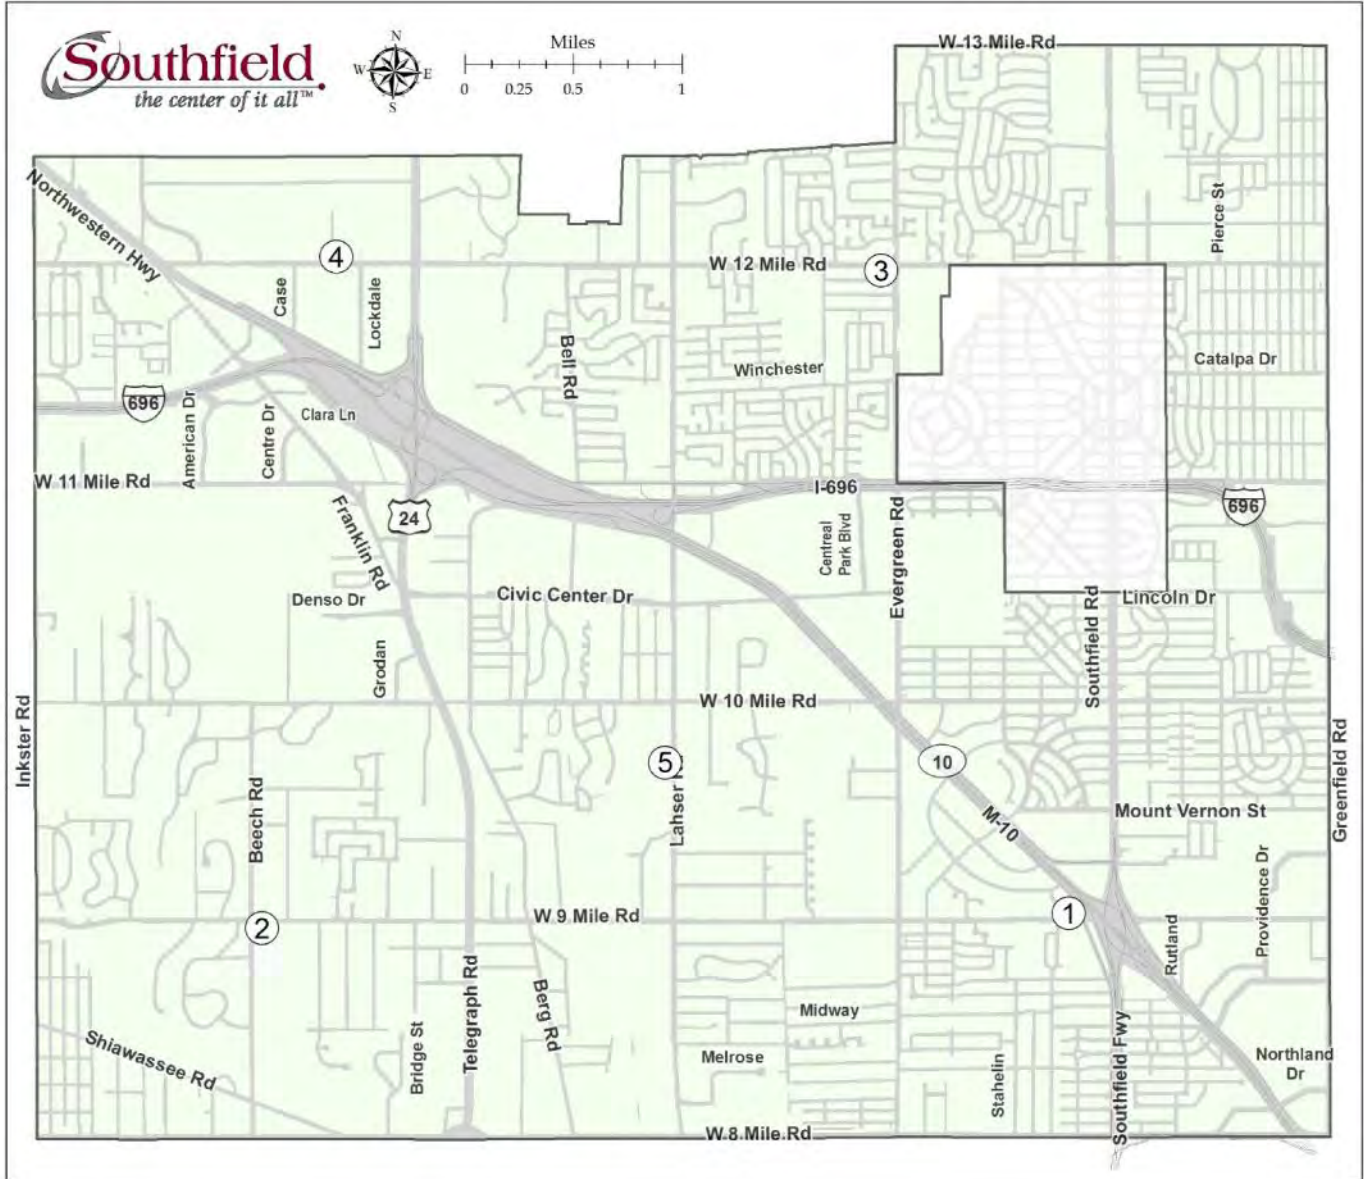 Southfield
the center of it all™
N
W
E
S
Miles
0 0.25 0.5 1
W 13 Mile Rd
Northwestern Hwy
Pierce St
4
W 12 Mile Rd
3
Case
Lockdale
Bell Rd
Winchester
Catalpa Dr
696
American Dr
Centre Dr
Clara Ln
W 11 Mile Rd
I-696
696
24
Franklin Rd
Centreal
Park Blvd
Evergreen Rd
Denso Dr
Civic Center Dr
Southfield Rd
Lincoln Dr
Grodan
W 10 Mile Rd
Inkster Rd
Greenfield Rd
5
10
Beech Rd
Lahser R
M-10
Mount Vernon St
Providence Dr
2
W 9 Mile Rd
1
Rutland
Telegraph Rd
Berg Rd
Midway
Shiawassee Rd
Bridge St
Melrose
Stahelin
Southfield Fwy
Northland
Dr
W 8 Mile Rd